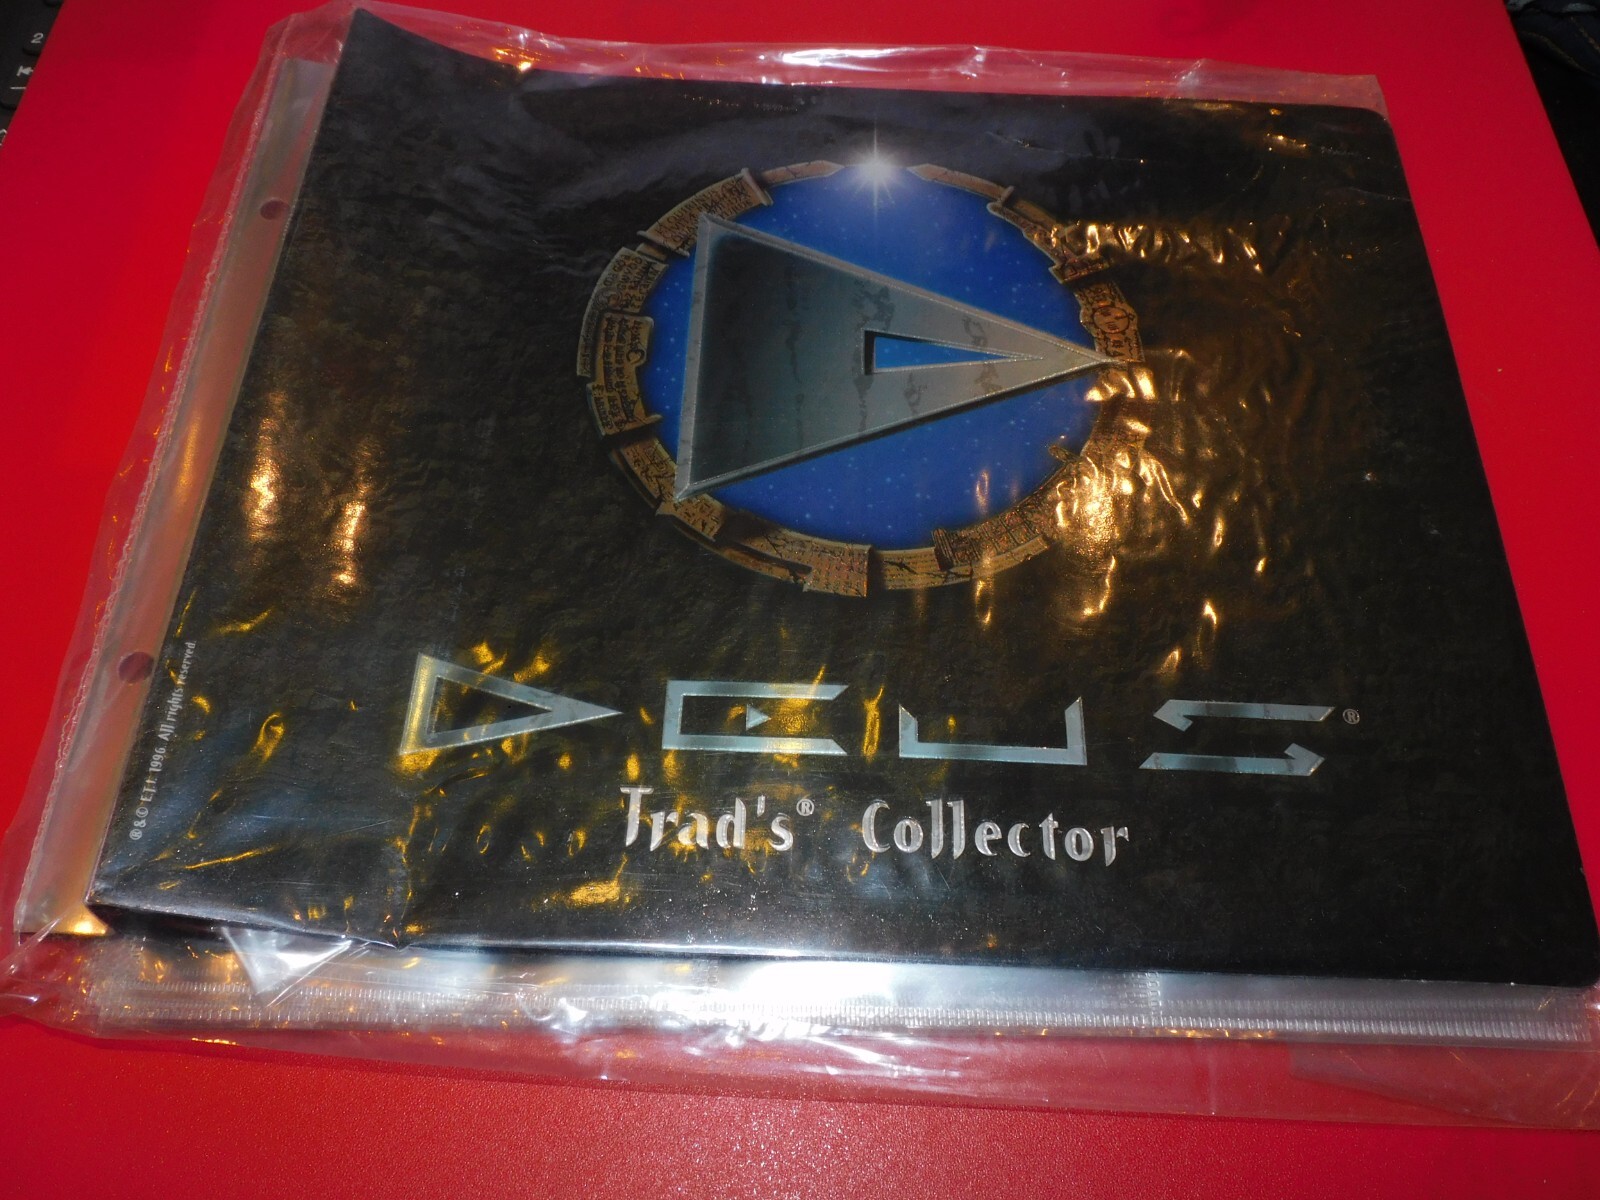 DEUS®
Trad's® Collector
®&© E.T.I. 1996. All rights reserved